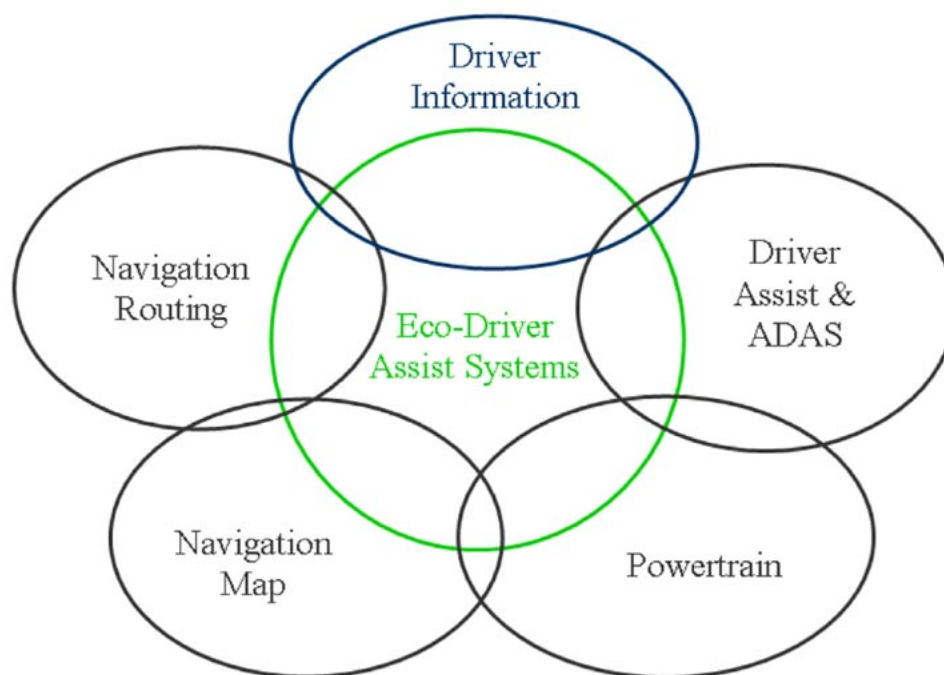 Driver
Information
Navigation
Routing
Driver
Assist &
ADAS
Eco-Driver
Assist Systems
Navigation
Map
Powertrain